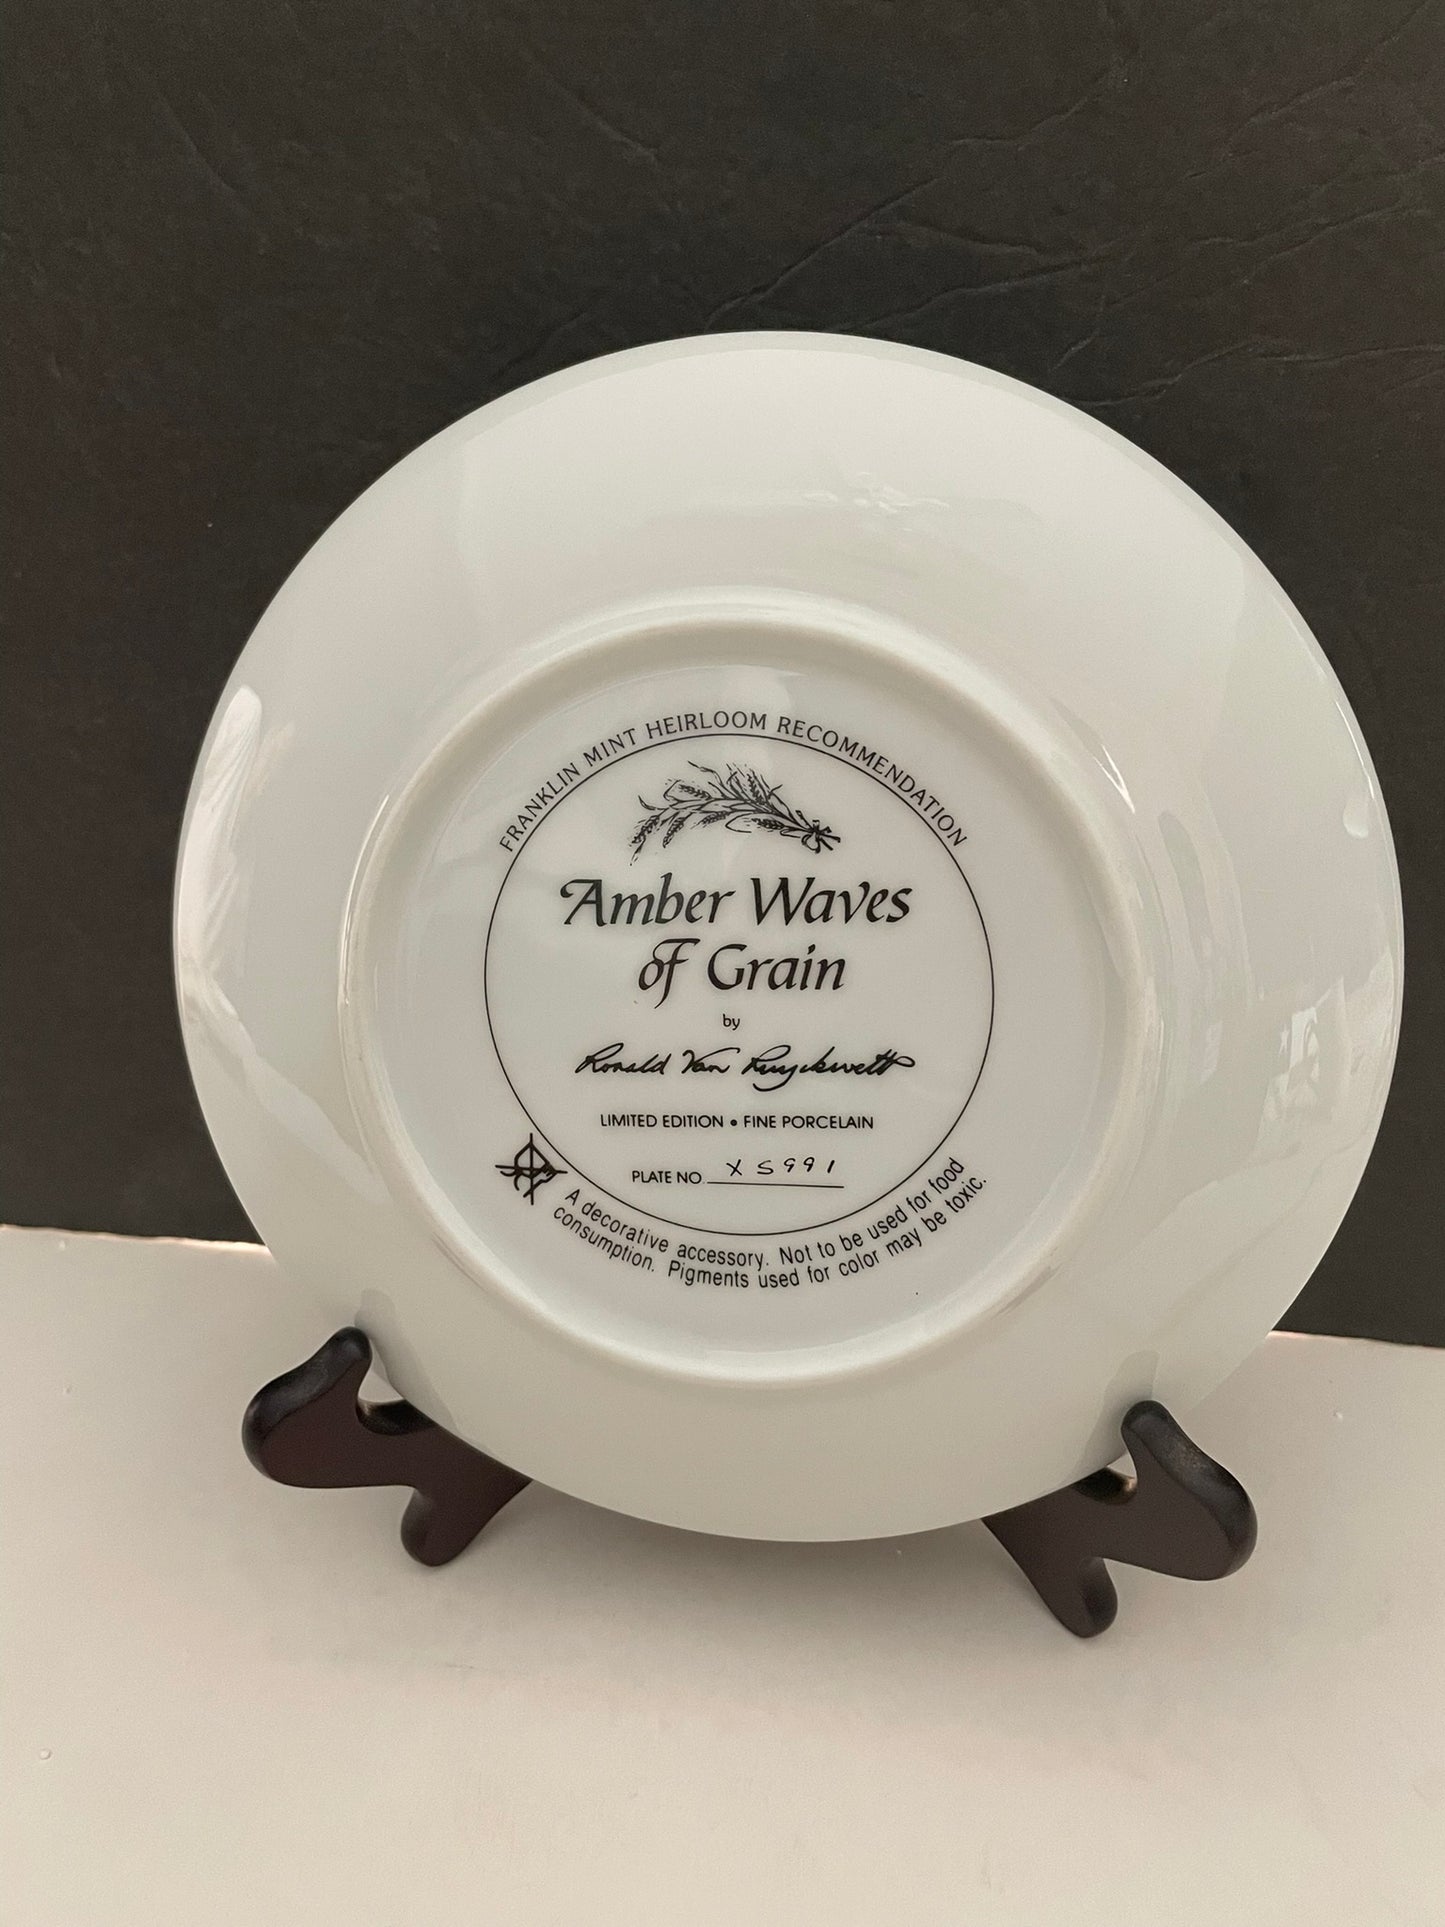 FRANKLIN MINT HEIRLOOM RECOMMENDATION
Amber Waves
of Grain
by
Ronald Van Ruyckevelt
LIMITED EDITION • FINE PORCELAIN
PLATE NO. X5991
A decorative accessory. Not to be used for food
consumption. Pigments used for color may be toxic.